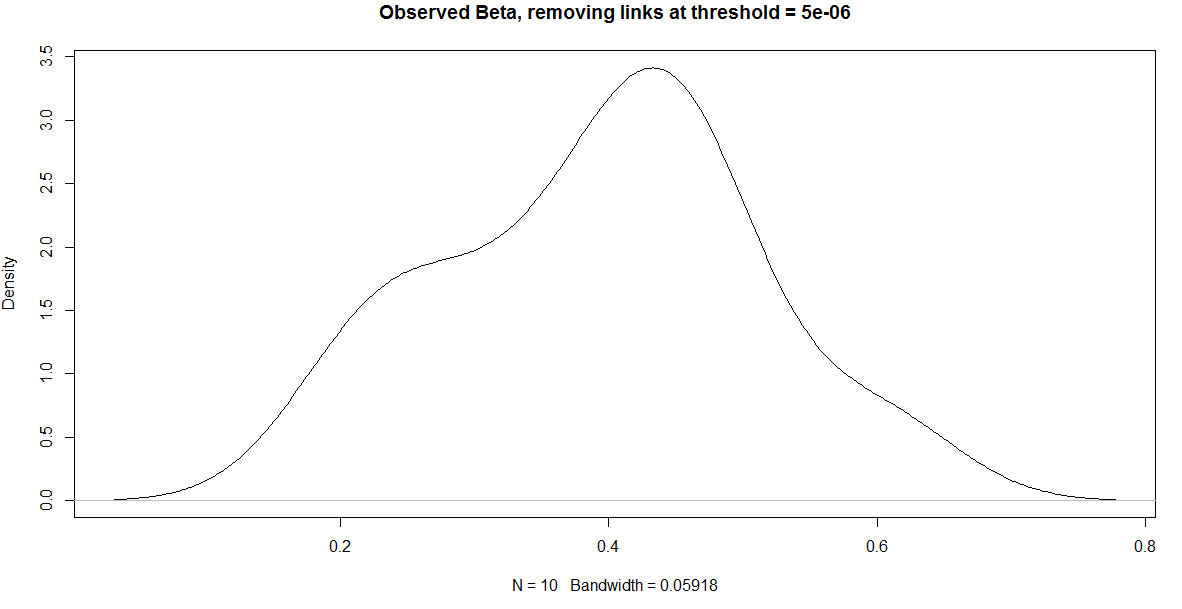 Observed Beta, removing links at threshold = 5e-06
Density
3.5
3.0
2.5
2.0
1.5
1.0
0.5
0.0
0.2 0.4 0.6 0.8
N = 10 Bandwidth = 0.05918